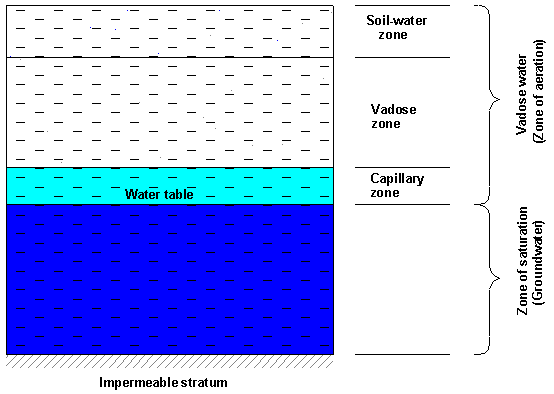 Soil-water
zone
Vadose
zone
Capillary
zone
Water table
Impermeable stratum
Vadose water
(Zone of aeration)
Zone of saturation
(Groundwater)